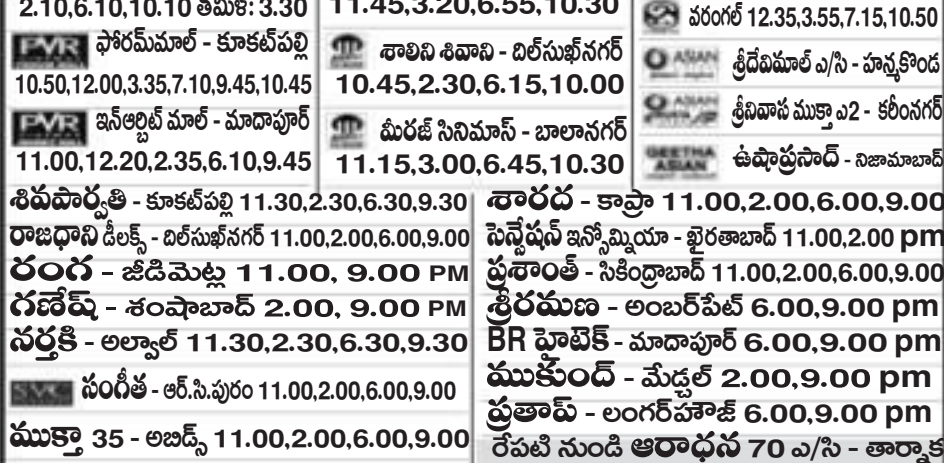 2.10,6.10,10.10 తమిళ: 3.30
PVR ఫోరమ్‌మాల్ - కూకట్‌పల్లి
10.50,12.00,3.35,7.10,9.45,10.45
PVR ఇన్ఆర్బిట్ మాల్ - మాదాపూర్
11.00,12.20,2.35,6.10,9.45
11.45,3.20,6.55,10.30
శాలిని శివాని - దిల్‌సుఖ్‌నగర్
10.45,2.30,6.15,10.00
మీరజ్ సినిమాస్ - బాలానగర్
11.15,3.00,6.45,10.30
వరంగల్ 12.35,3.55,7.15,10.50
ASIAN శ్రీదేవిమాల్ ఎ/సి - హన్మకొండ
ASIAN శ్రీనివాస ముక్తా ఎ2 - కరీంనగర్
GEETHA ASIAN ఉషాప్రసాద్ - నిజామాబాద్
శివపార్వతి - కూకట్‌పల్లి 11.30,2.30,6.30,9.30
రాజధాని డీలక్స్ - దిల్‌సుఖ్‌నగర్ 11.00,2.00,6.00,9.00
రంగ - జీడిమెట్ల 11.00, 9.00 PM
గణేష్ - శంషాబాద్ 2.00, 9.00 PM
నర్తకి - అల్వాల్ 11.30,2.30,6.30,9.30
SVC సంగీత - ఆర్.సి.పురం 11.00,2.00,6.00,9.00
ముక్తా 35 - అబిడ్స్ 11.00,2.00,6.00,9.00
శారద - కాప్రా 11.00,2.00,6.00,9.00
సెన్సేషన్ ఇన్సోమ్నియా - ఖైరతాబాద్ 11.00,2.00 pm
ప్రశాంత్ - సికింద్రాబాద్ 11.00,2.00,6.00,9.00
శ్రీరమణ - అంబర్‌పేట్ 6.00,9.00 pm
BR హైటెక్ - మాదాపూర్ 6.00,9.00 pm
ముకుంద్ - మేడ్చల్ 2.00,9.00 pm
ప్రతాప్ - లంగర్‌హౌజ్ 6.00,9.00 pm
రేపటి నుండి ఆరాధన 70 ఎ/సి - తార్నాక